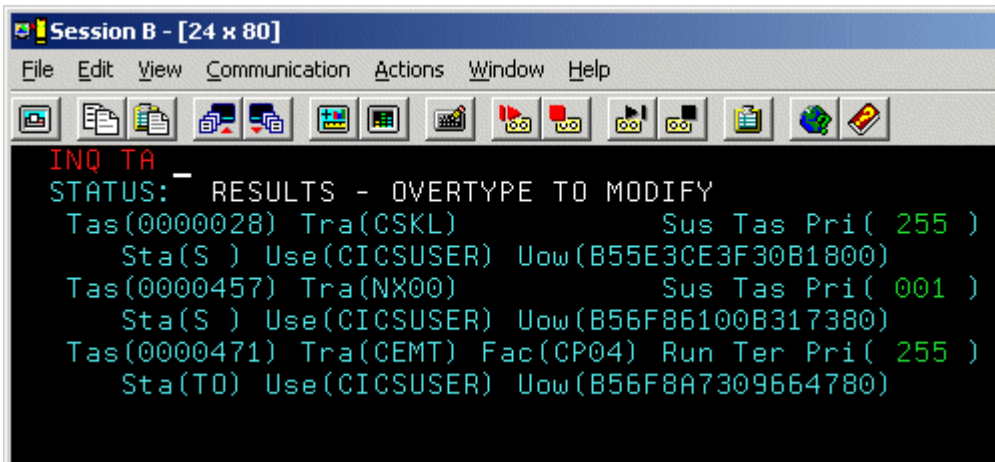 Session B - [24 x 80]
File Edit View Communication Actions Window Help
INQ TA
STATUS: RESULTS - OVERTYPE TO MODIFY
Tas(0000028) Tra(CSKL) Sus Tas Pri( 255 )
Sta(S ) Use(CICSUSER) Uow(B55E3CE3F30B1800)
Tas(0000457) Tra(NX00) Sus Tas Pri( 001 )
Sta(S ) Use(CICSUSER) Uow(B56F86100B317380)
Tas(0000471) Tra(CEMT) Fac(CP04) Run Ter Pri( 255 )
Sta(TO) Use(CICSUSER) Uow(B56F8A7309664780)